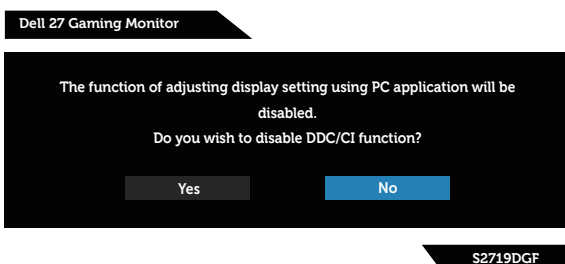 Dell 27 Gaming Monitor
The function of adjusting display setting using PC application will be
disabled.
Do you wish to disable DDC/CI function?
Yes
No
S2719DGF